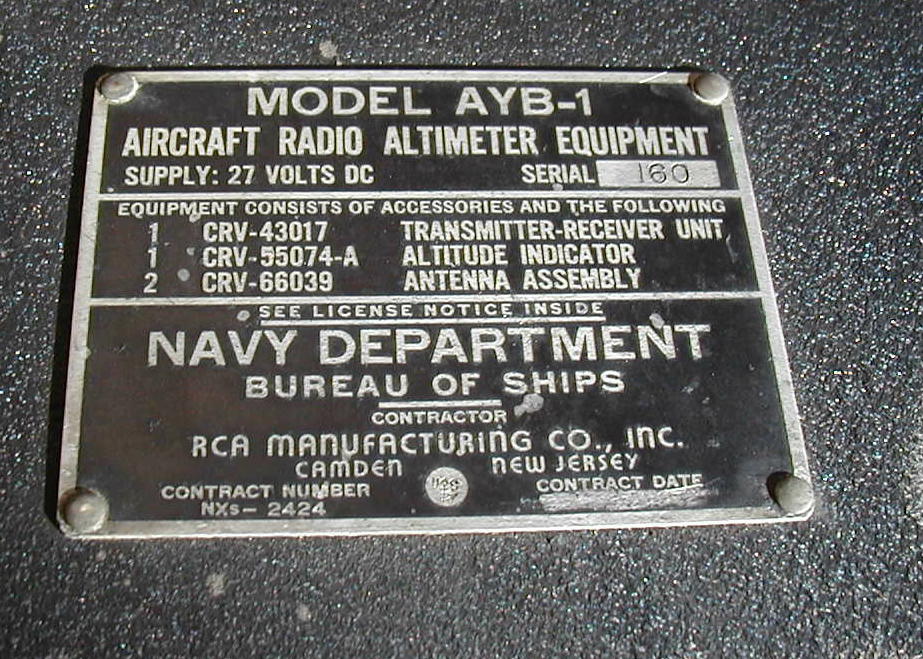 MODEL AYB-1
AIRCRAFT RADIO ALTIMETER EQUIPMENT
SUPPLY: 27 VOLTS DC SERIAL 160
EQUIPMENT CONSISTS OF ACCESSORIES AND THE FOLLOWING
1 CRV-43017 TRANSMITTER-RECEIVER UNIT
1 CRV-55074-A ALTITUDE INDICATOR
2 CRV-66039 ANTENNA ASSEMBLY
SEE LICENSE NOTICE INSIDE
NAVY DEPARTMENT
BUREAU OF SHIPS
CONTRACTOR
RCA MANUFACTURING CO., INC.
CAMDEN NEW JERSEY
CONTRACT NUMBER CONTRACT DATE
NXs-2424